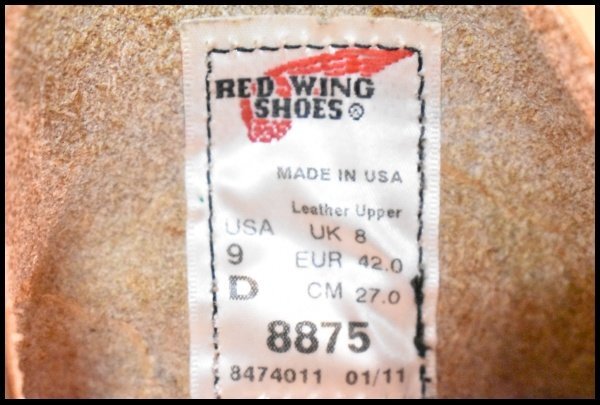 RED WING
SHOES®
MADE IN USA
Leather Upper
USA UK 8
9 EUR 42.0
D CM 27.0
8875
8474011 01/11